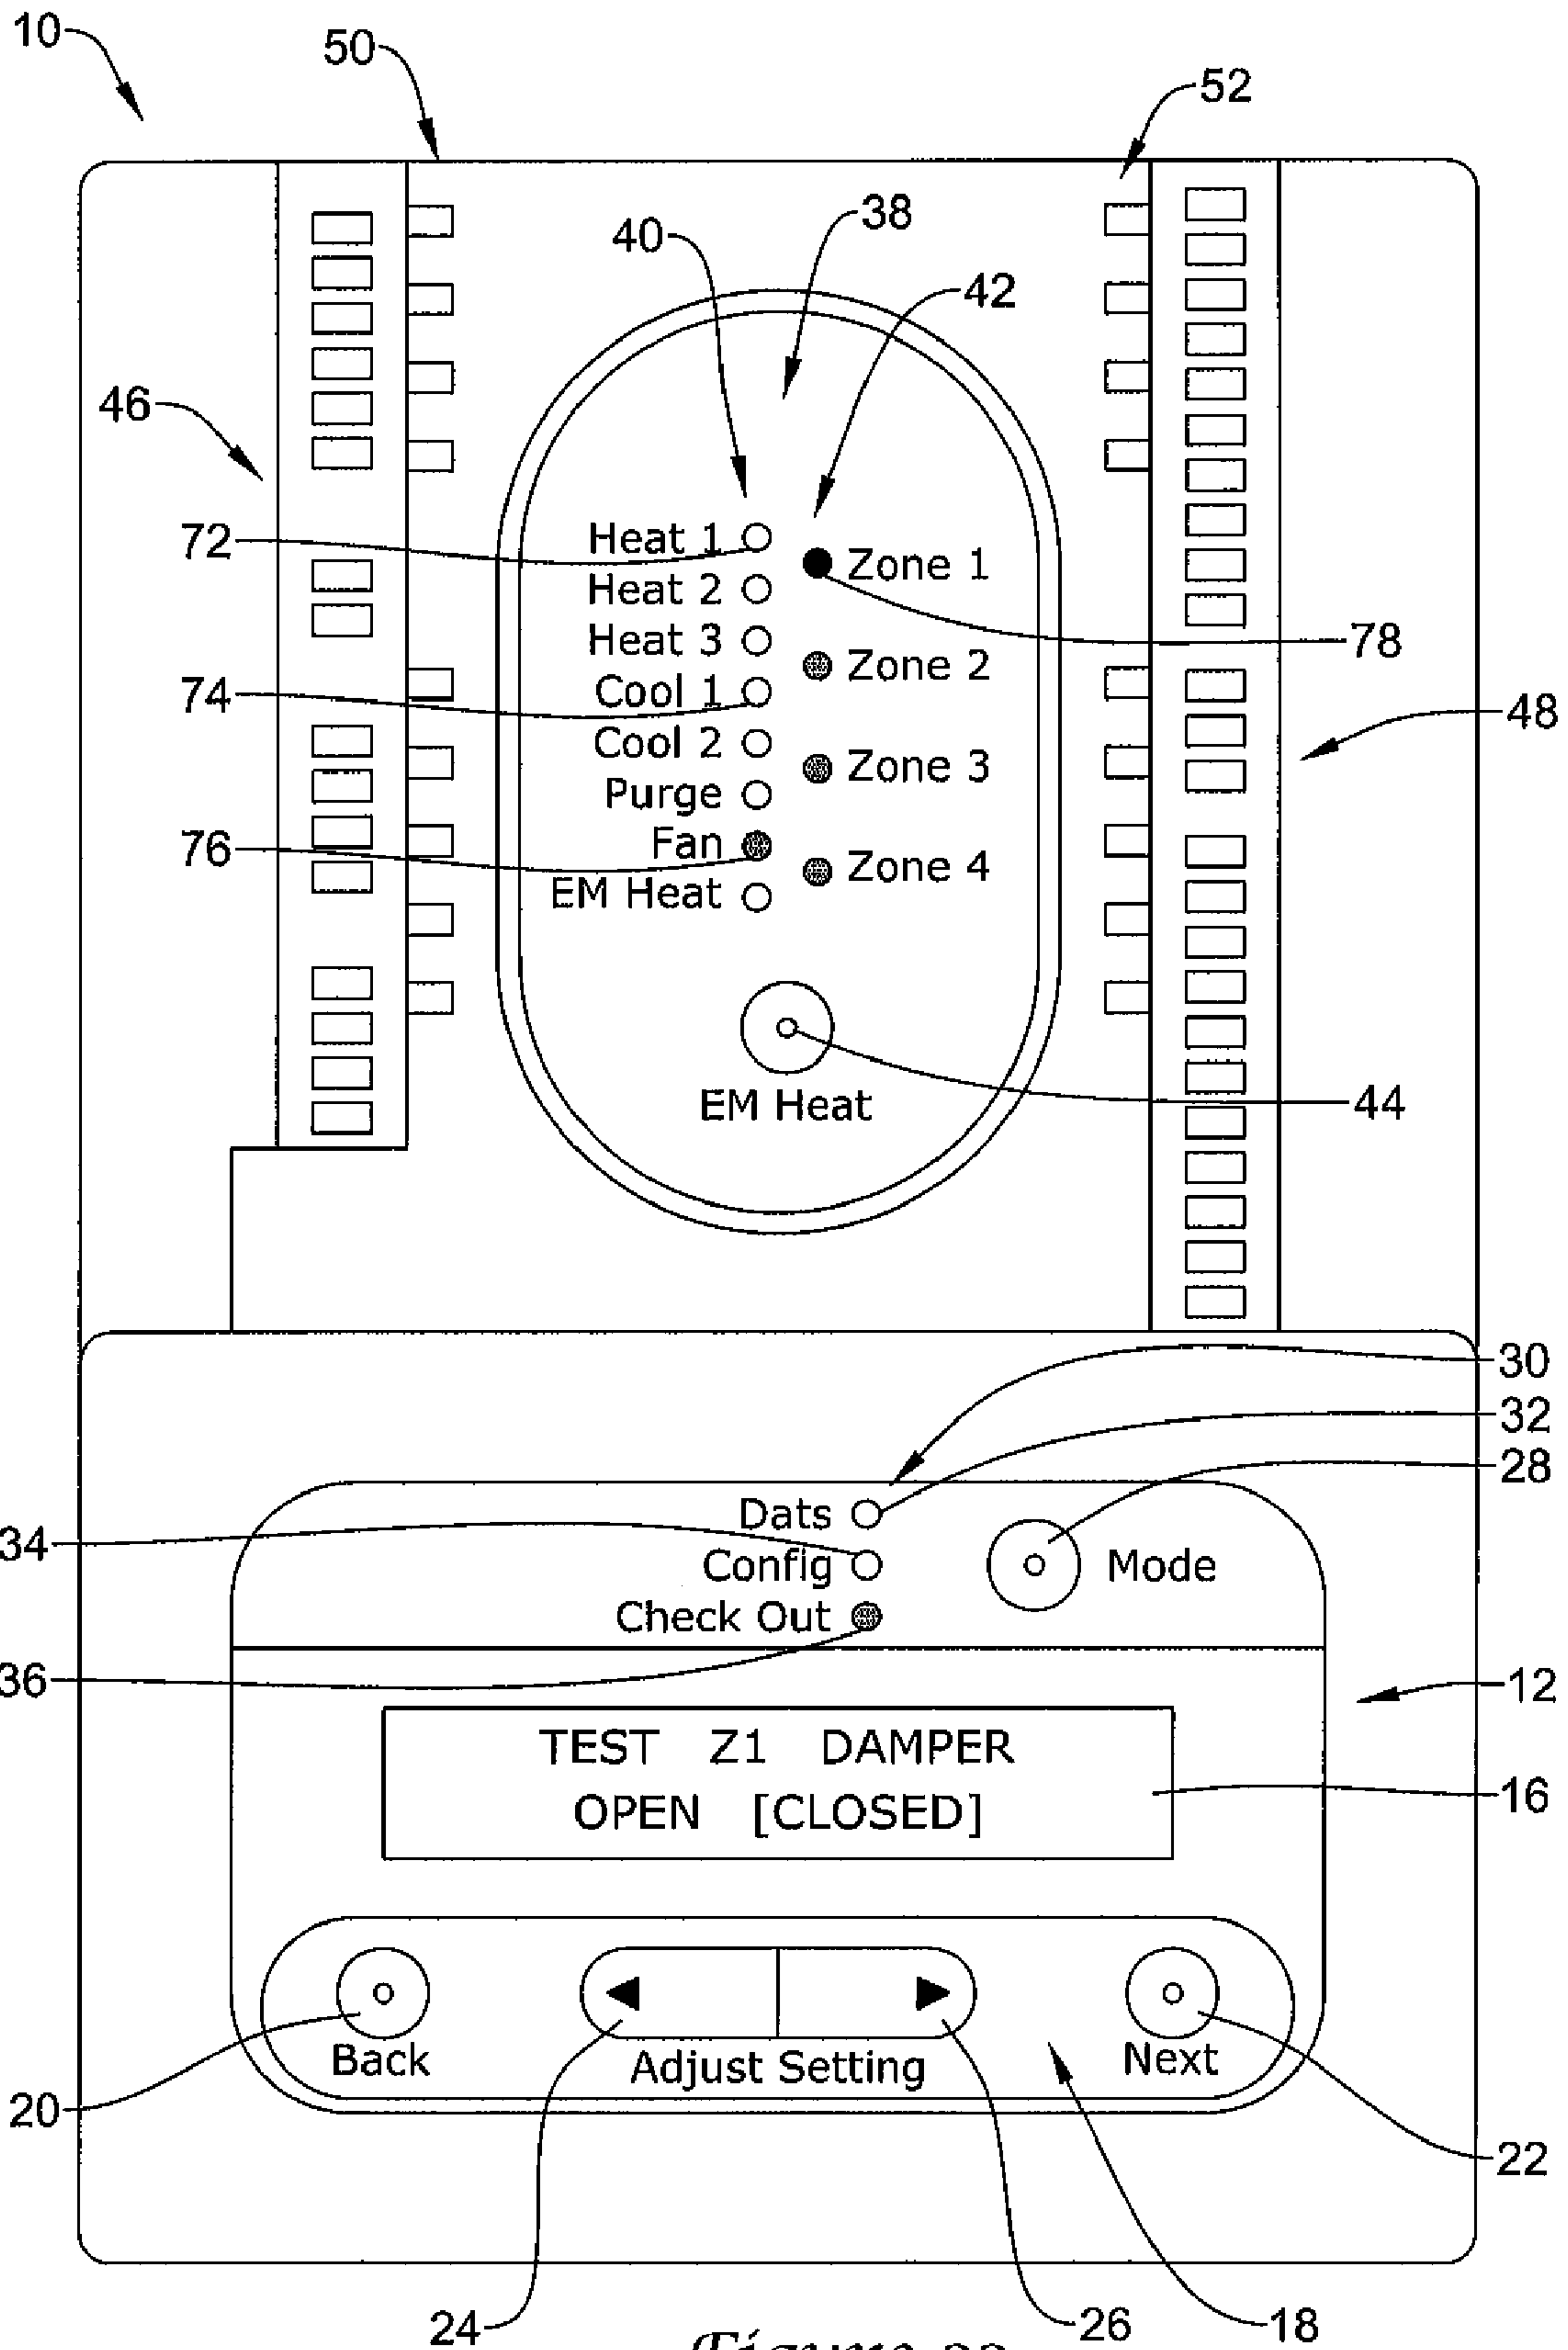 10
50
52
38
40
42
46
72
Heat 1
Zone 1
Heat 2
Heat 3
78
Zone 2
74
Cool 1
48
Cool 2
Zone 3
Purge
76
Fan
Zone 4
EM Heat
EM Heat
44
30
32
28
Dats
34
Config
Mode
Check Out
36
12
TEST Z1 DAMPER
OPEN [CLOSED]
16
Back
Adjust Setting
Next
20
22
24
26
18
Figure